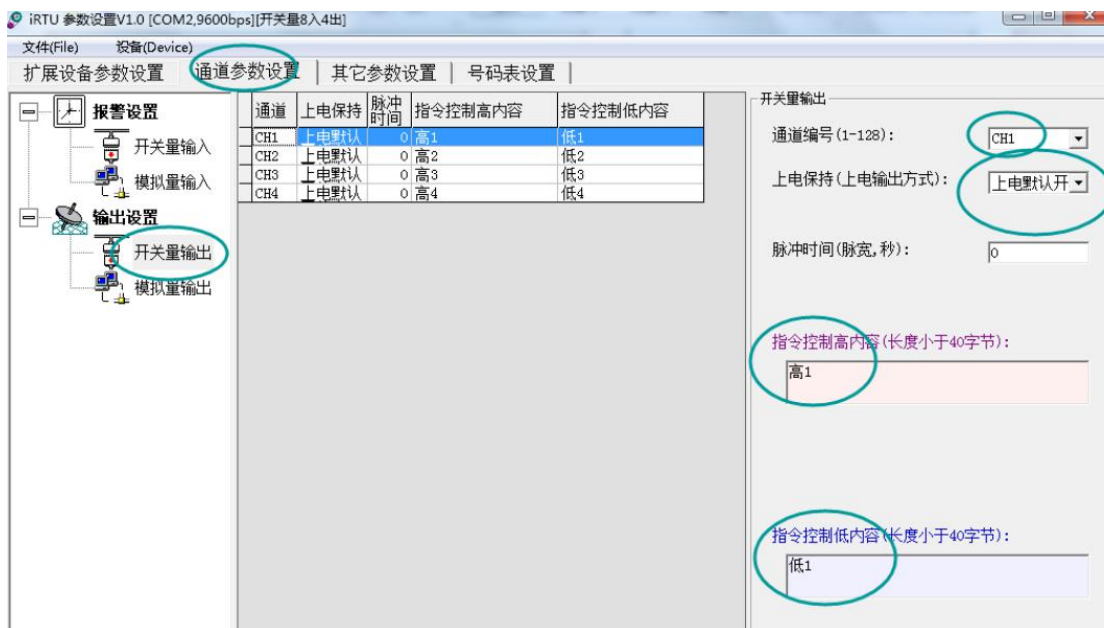 iRTU 参数设置V1.0 [COM2,9600bps][开关量8入4出]
文件(File) 设备(Device)
扩展设备参数设置 通道参数设置 其它参数设置 号码表设置
报警设置
开关量输入
模拟量输入
输出设置
开关量输出
模拟量输出
通道 上电保持 脉冲时间 指令控制高内容 指令控制低内容
CH1 上电默认 0 高1 低1
CH2 上电默认 0 高2 低2
CH3 上电默认 0 高3 低3
CH4 上电默认 0 高4 低4
开关量输出
通道编号(1-128): CH1
上电保持(上电输出方式): 上电默认开
脉冲时间(脉宽,秒): 0
指令控制高内容(长度小于40字节):
高1
指令控制低内容(长度小于40字节):
低1